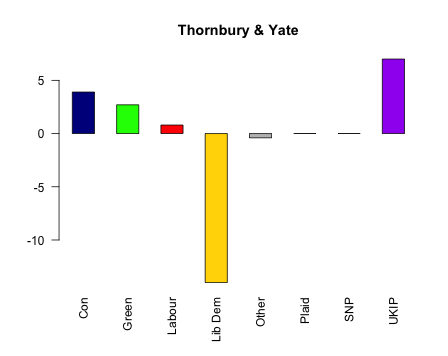 Thornbury & Yate
5
0
-5
-10
Con
Green
Labour
Lib Dem
Other
Plaid
SNP
UKIP